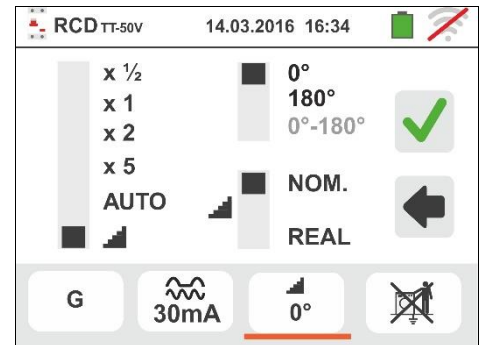 RCD TT-50V 14.03.2016 16:34
x ½
x 1
x 2
x 5
AUTO
0°
180°
0°-180°
NOM.
REAL
G
30mA
0°